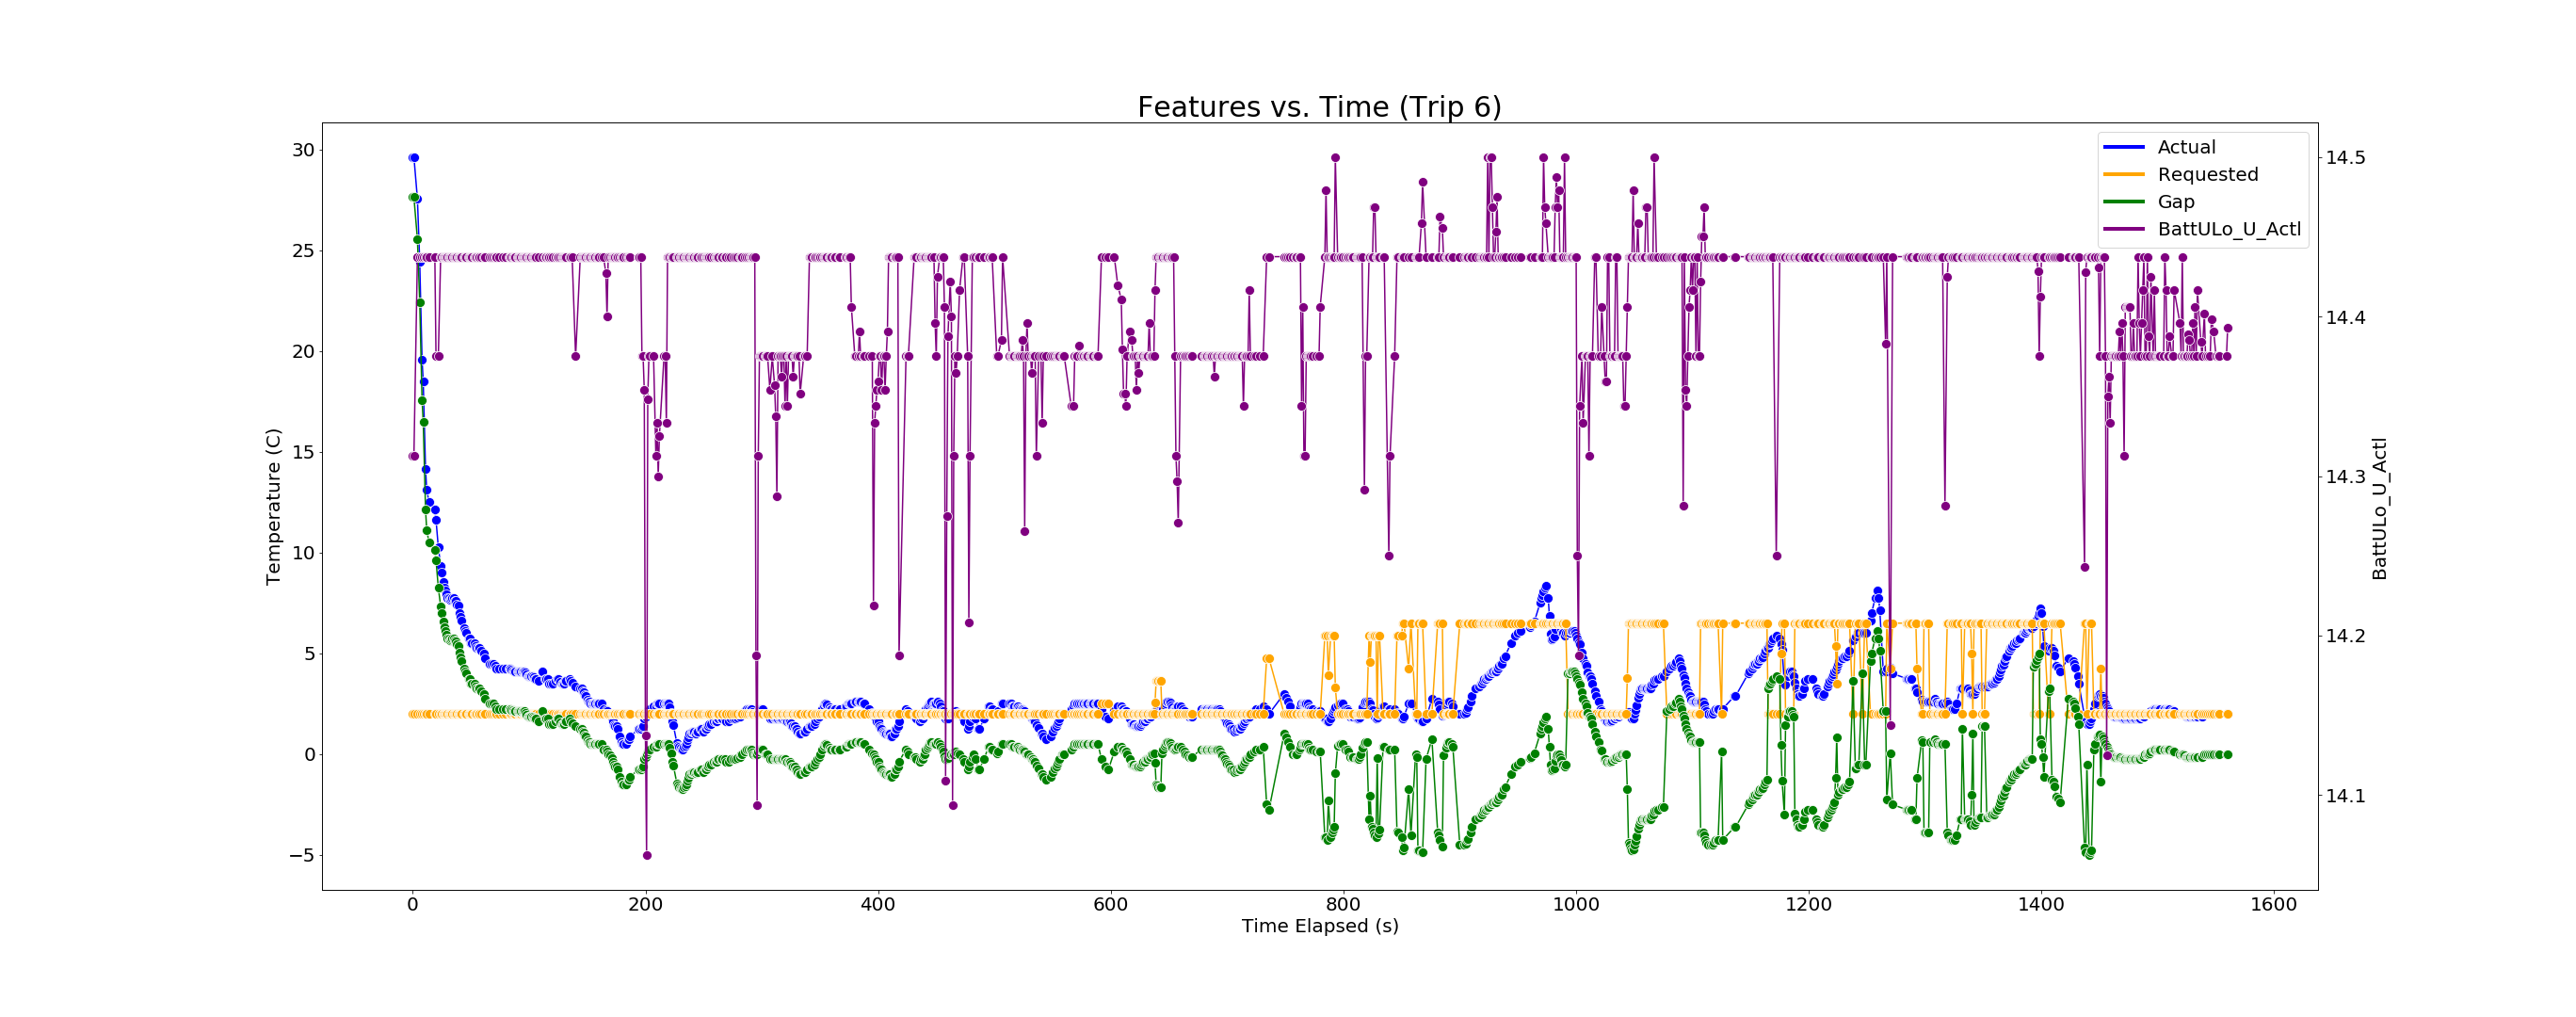 Features vs. Time (Trip 6)
Actual
Requested
Gap
BattULo_U_Actl
30
25
20
15
10
5
0
−5
Temperature (C)
14.5
14.4
14.3
14.2
14.1
BattULo_U_Actl
0 200 400 600 800 1000 1200 1400 1600
Time Elapsed (s)